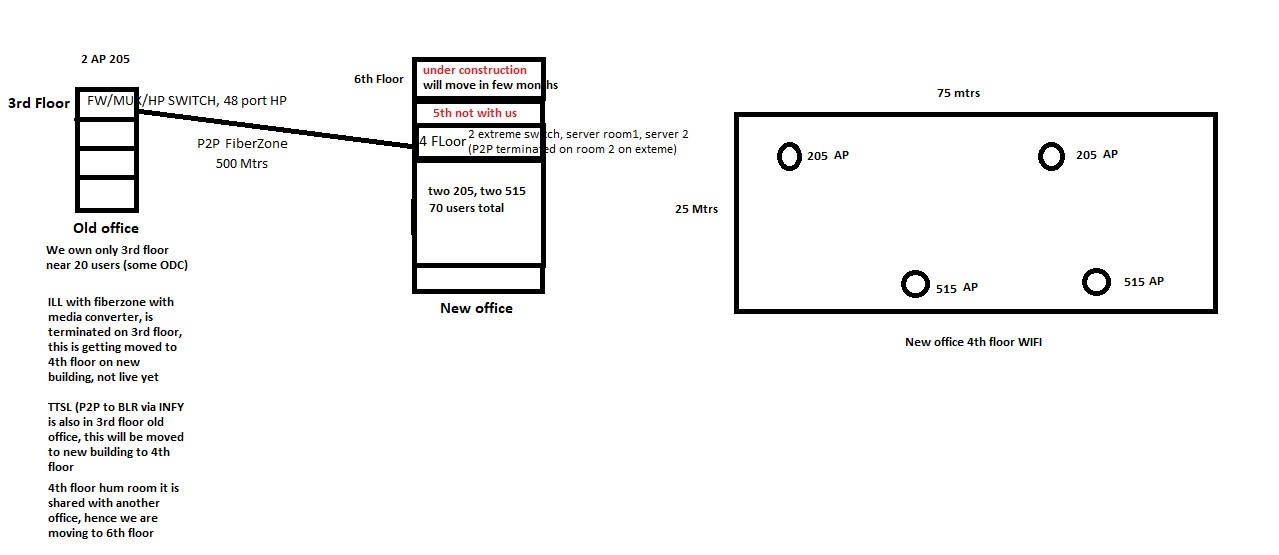 2 AP 205
3rd Floor
FW/MUX/HP SWITCH, 48 port HP
P2P FiberZone
500 Mtrs
Old office
We own only 3rd floor
near 20 users (some ODC)
ILL with fiberzone with
media converter, is
terminated on 3rd floor,
this is getting moved to
4th floor on new
building, not live yet
TTSL (P2P to BLR via INFY
is also in 3rd floor old
office, this will be moved
to new building to 4th
floor
4th floor hum room it is
shared with another
office, hence we are
moving to 6th floor
6th Floor
under construction
will move in few months
5th not with us
4 FLoor
2 extreme switch, server room1, server 2
(P2P terminated on room 2 on exteme)
two 205, two 515
70 users total
New office
75 mtrs
25 Mtrs
205 AP
205 AP
515 AP
515 AP
New office 4th floor WIFI